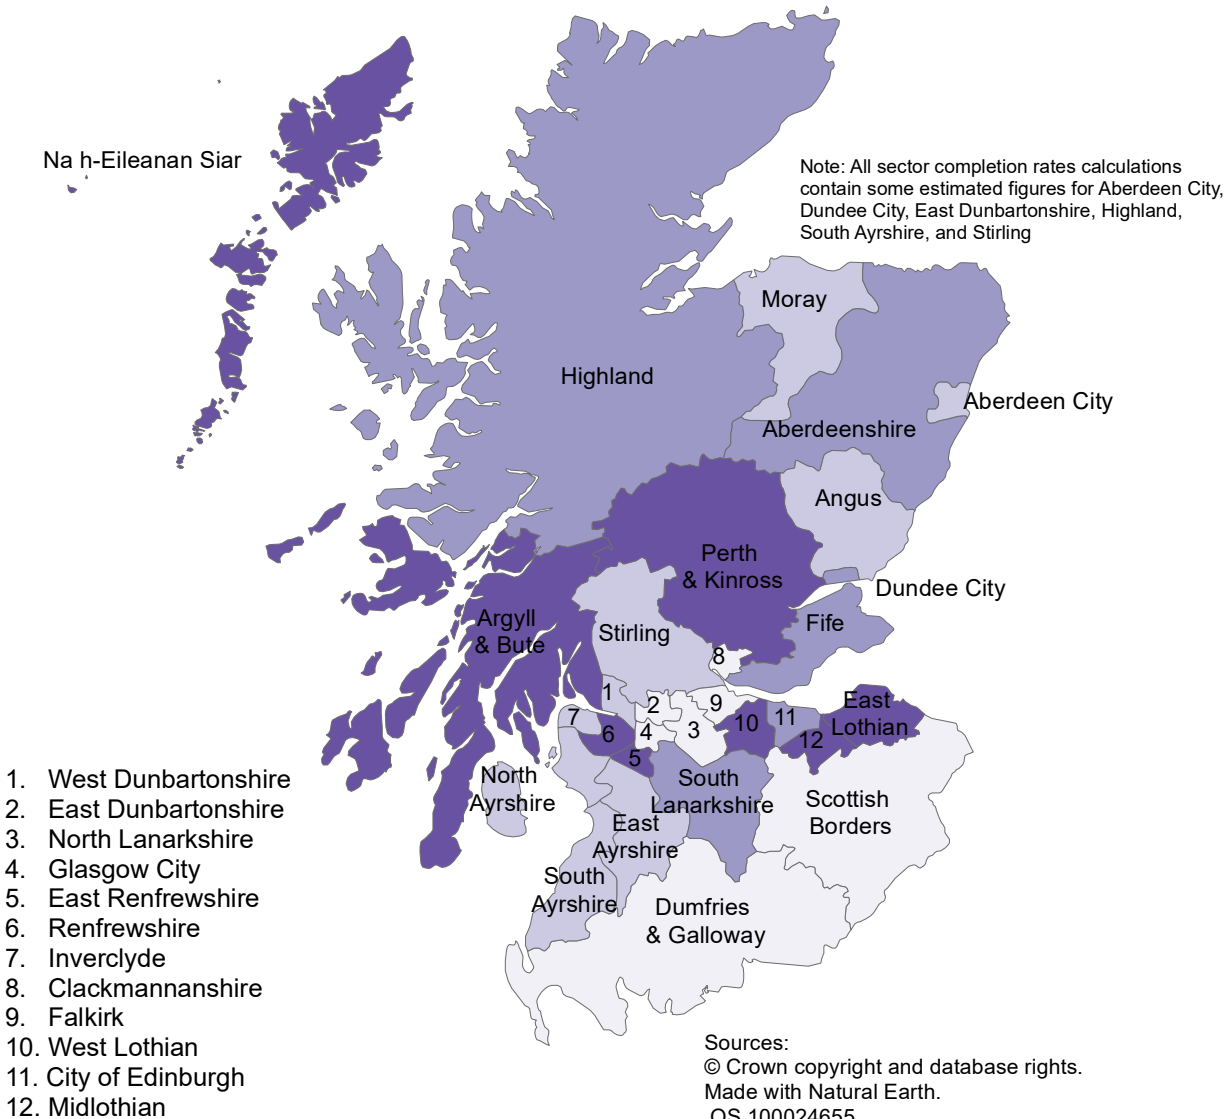 Na h-Eileanan Siar
Note: All sector completion rates calculations
contain some estimated figures for Aberdeen City,
Dundee City, East Dunbartonshire, Highland,
South Ayrshire, and Stirling
Moray
Highland
Aberdeen City
Aberdeenshire
Angus
Perth
& Kinross
Dundee City
Argyll
& Bute
Stirling
Fife
8
1
2
9
7
6
4
3
10
11
12
5
East
Lothian
North
Ayrshire
South
Lanarkshire
Scottish
Borders
East
Ayrshire
South
Ayrshire
Dumfries
& Galloway
1. West Dunbartonshire
2. East Dunbartonshire
3. North Lanarkshire
4. Glasgow City
5. East Renfrewshire
6. Renfrewshire
7. Inverclyde
8. Clackmannanshire
9. Falkirk
10. West Lothian
11. City of Edinburgh
12. Midlothian
Sources:
© Crown copyright and database rights.
Made with Natural Earth.
OS 100024655